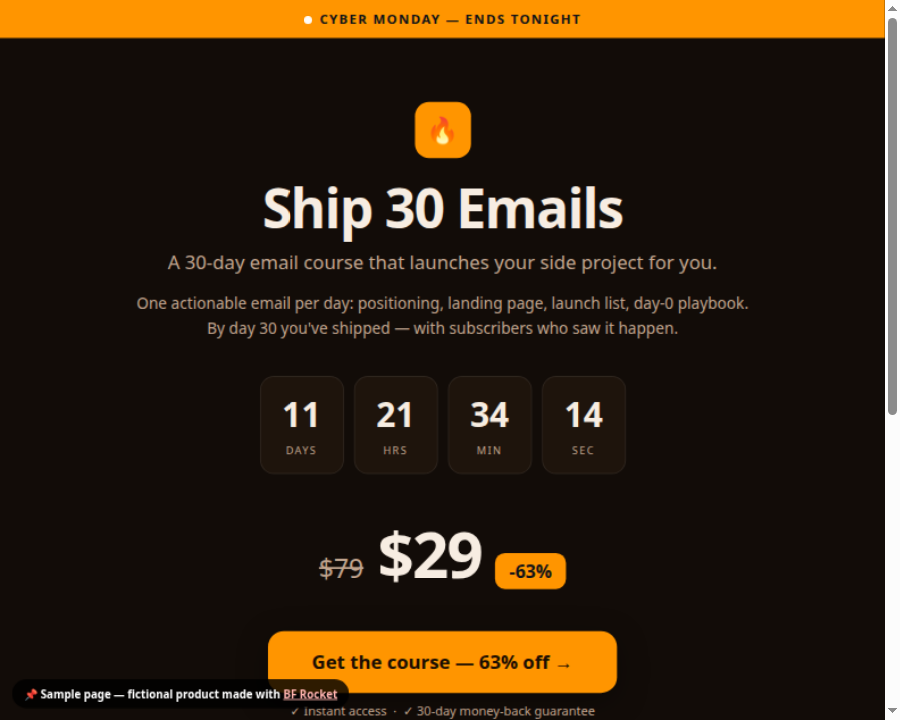 CYBER MONDAY — ENDS TONIGHT
Ship 30 Emails
A 30-day email course that launches your side project for you.
One actionable email per day: positioning, landing page, launch list, day-0 playbook.
By day 30 you've shipped — with subscribers who saw it happen.
11 21 34 14
DAYS HRS MIN SEC
$79 $29 -63%
Get the course — 63% off →
📌 Sample page — fictional product made with BF Rocket
✓ Instant access · ✓ 30-day money-back guarantee